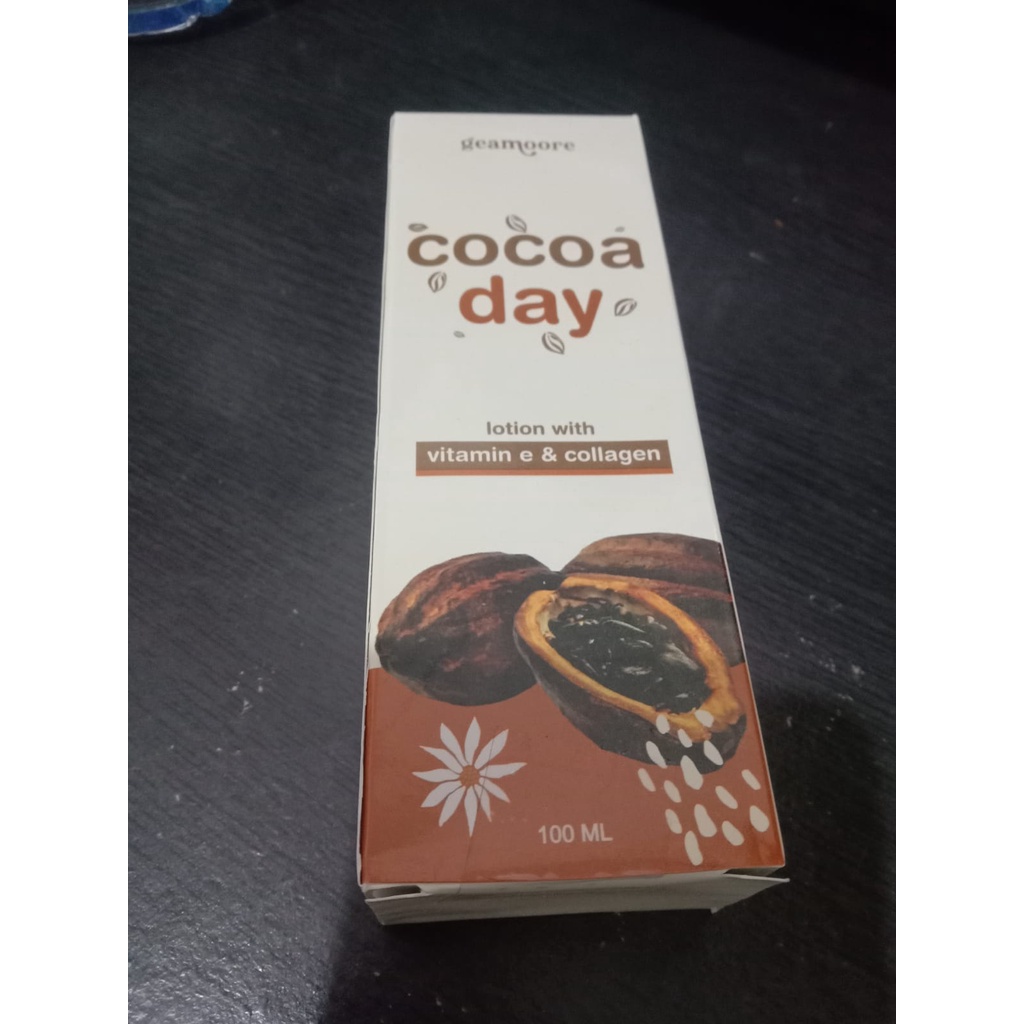 geamoore
cocoa
day
lotion with
vitamin e & collagen
100 ML